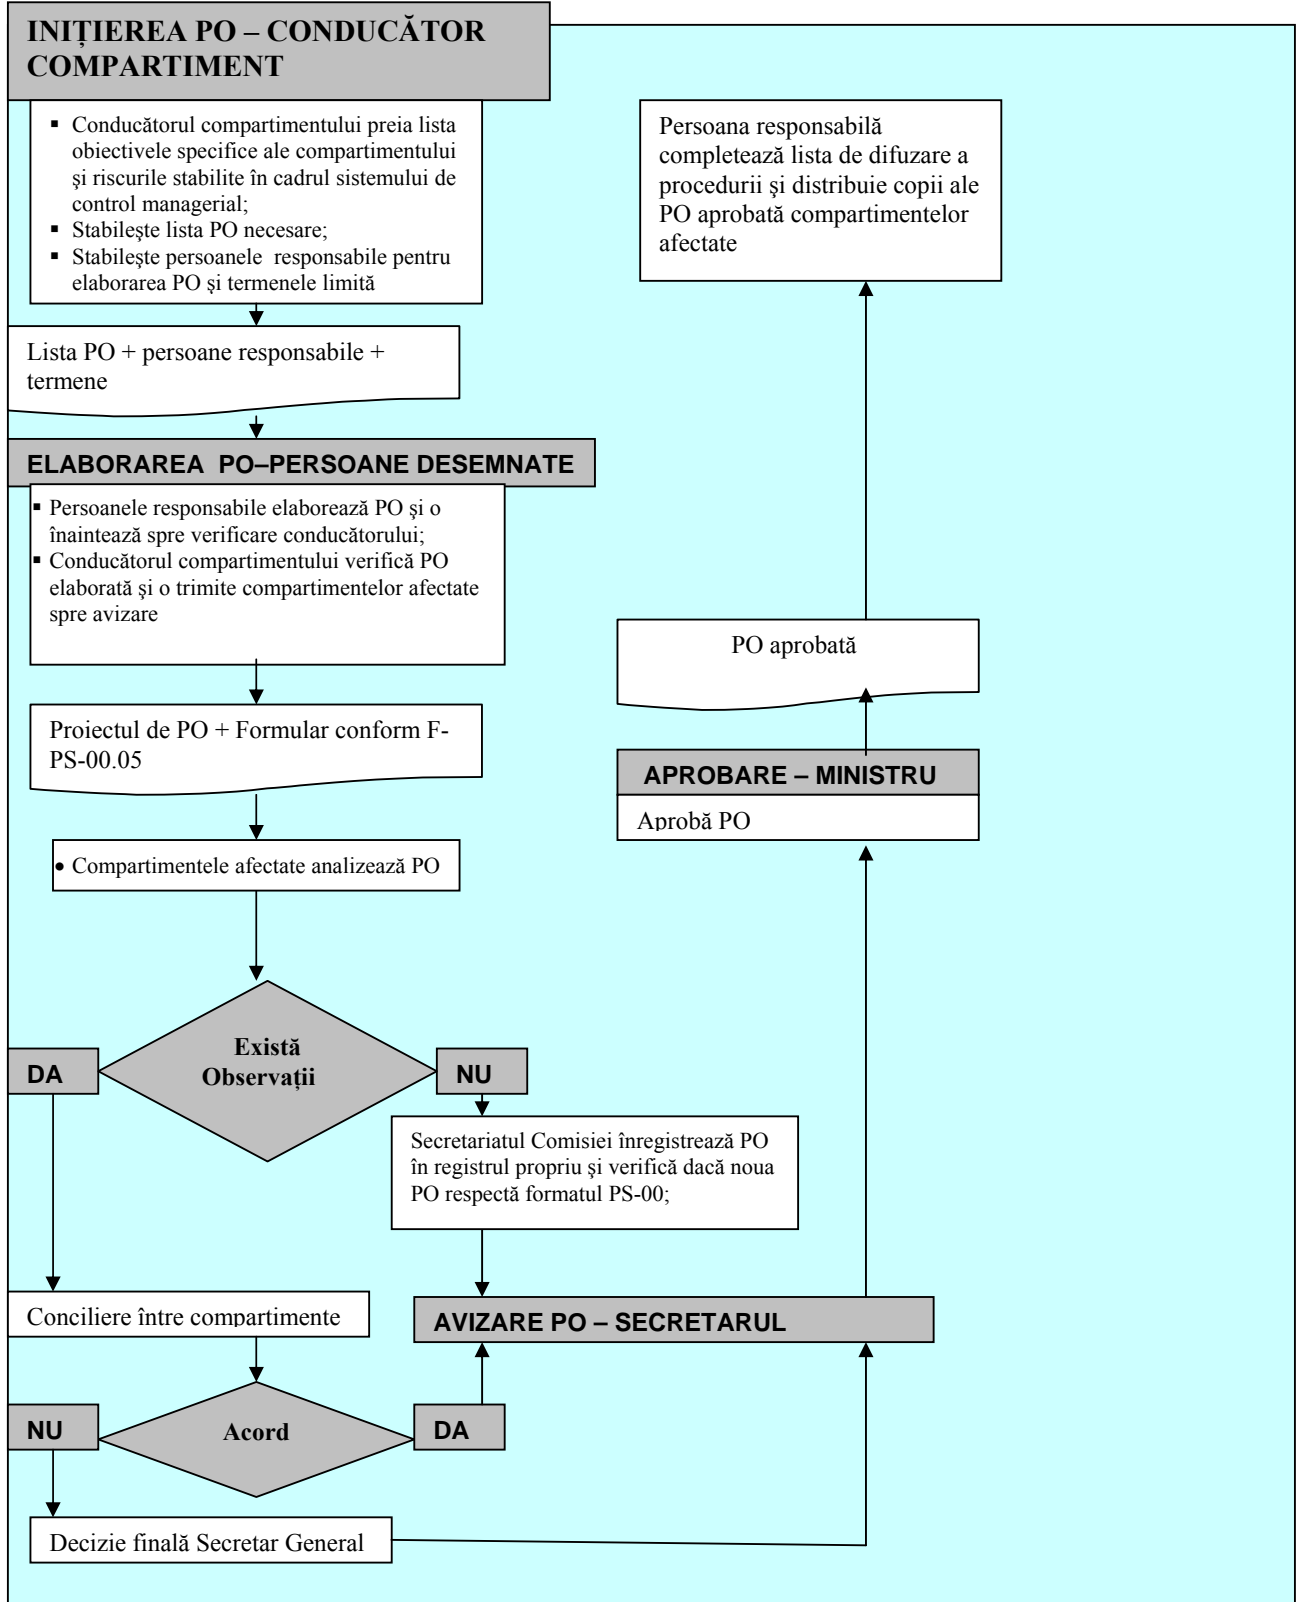 INIȚIEREA PO – CONDUCĂTOR
COMPARTIMENT
▪ Conducătorul compartimentului preia lista
obiectivele specifice ale compartimentului
şi riscurile stabilite în cadrul sistemului de
control managerial;
▪ Stabileşte lista PO necesare;
▪ Stabileşte persoanele responsabile pentru
elaborarea PO şi termenele limită
Lista PO + persoane responsabile +
termene
ELABORAREA PO–PERSOANE DESEMNATE
▪ Persoanele responsabile elaborează PO şi o
înaintează spre verificare conducătorului;
▪ Conducătorul compartimentului verifică PO
elaborată şi o trimite compartimentelor afectate
spre avizare
Proiectul de PO + Formular conform F-
PS-00.05
• Compartimentele afectate analizează PO
Există
Observații
DA
NU
Secretariatul Comisiei înregistrează PO
în registrul propriu şi verifică dacă noua
PO respectă formatul PS-00;
Conciliere între compartimente
AVIZARE PO – SECRETARUL
Acord
NU
DA
Decizie finală Secretar General
APROBARE – MINISTRU
Aprobă PO
PO aprobată
Persoana responsabilă
completează lista de difuzare a
procedurii şi distribuie copii ale
PO aprobată compartimentelor
afectate